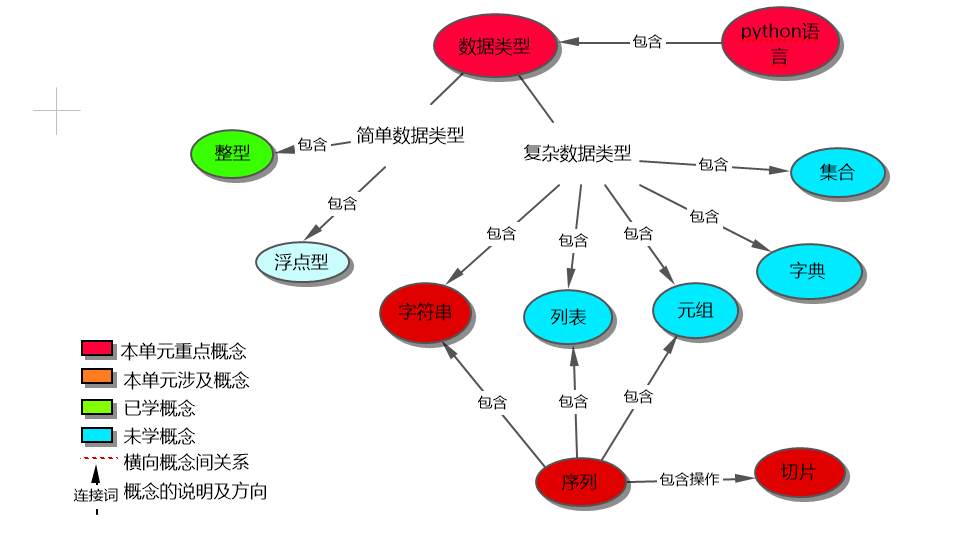 数据类型
包含
python语
言
简单数据类型
包含
整型
包含
浮点型
复杂数据类型
包含
集合
包含
字典
包含
包含
包含
字符串
列表
元组
包含
包含
包含
序列
包含操作
切片
本单元重点概念
本单元涉及概念
已学概念
未学概念
横向概念间关系
连接词
概念的说明及方向